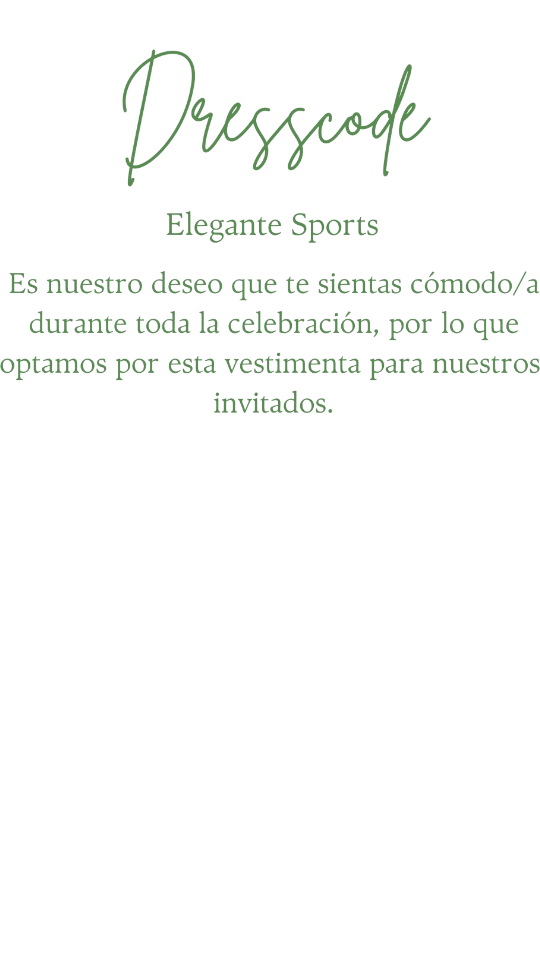 Dresscode
Elegante Sports
Es nuestro deseo que te sientas cómodo/a
durante toda la celebración, por lo que
optamos por esta vestimenta para nuestros
invitados.